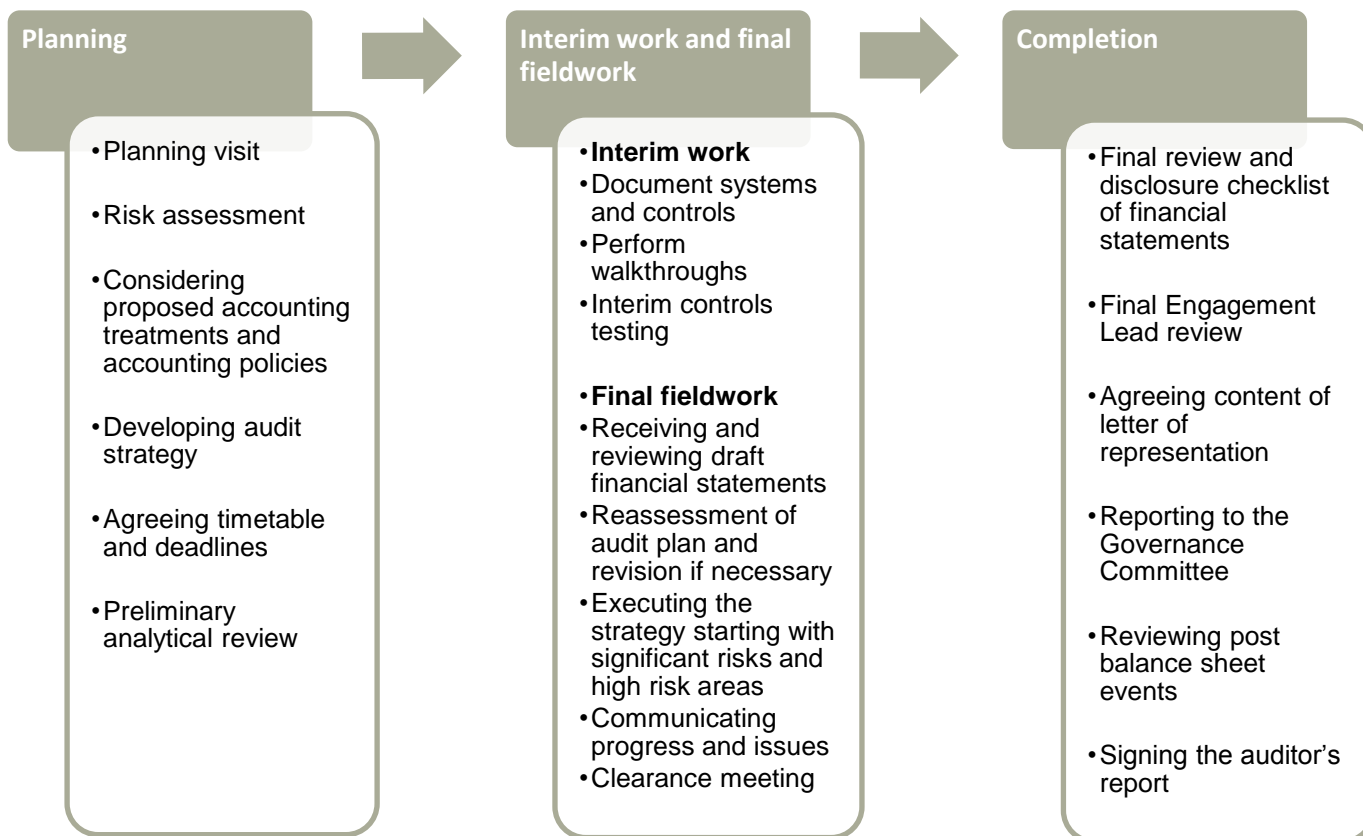 Planning
•Planning visit
•Risk assessment
•Considering
proposed accounting
treatments and
accounting policies
•Developing audit
strategy
•Agreeing timetable
and deadlines
•Preliminary
analytical review
Interim work and final
fieldwork
•Interim work
•Document systems
and controls
•Perform
walkthroughs
•Interim controls
testing
•Final fieldwork
•Receiving and
reviewing draft
financial statements
•Reassessment of
audit plan and
revision if necessary
•Executing the
strategy starting with
significant risks and
high risk areas
•Communicating
progress and issues
•Clearance meeting
Completion
•Final review and
disclosure checklist
of financial
statements
•Final Engagement
Lead review
•Agreeing content of
letter of
representation
•Reporting to the
Governance
Committee
•Reviewing post
balance sheet
events
•Signing the auditor's
report